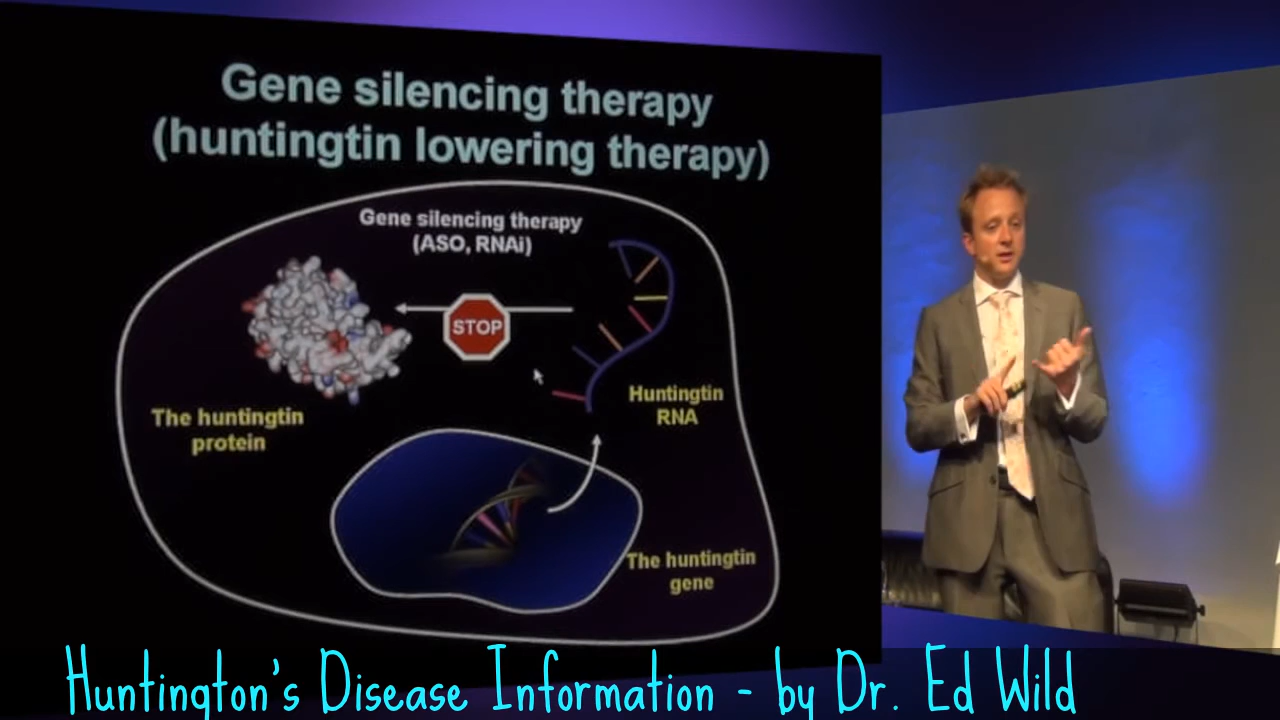 Gene silencing therapy
(huntingtin lowering therapy)
Gene silencing therapy
(ASO, RNAi)
STOP
Huntingtin
RNA
The huntingtin
protein
The huntingtin
gene
Huntington's Disease Information - by Dr. Ed Wild